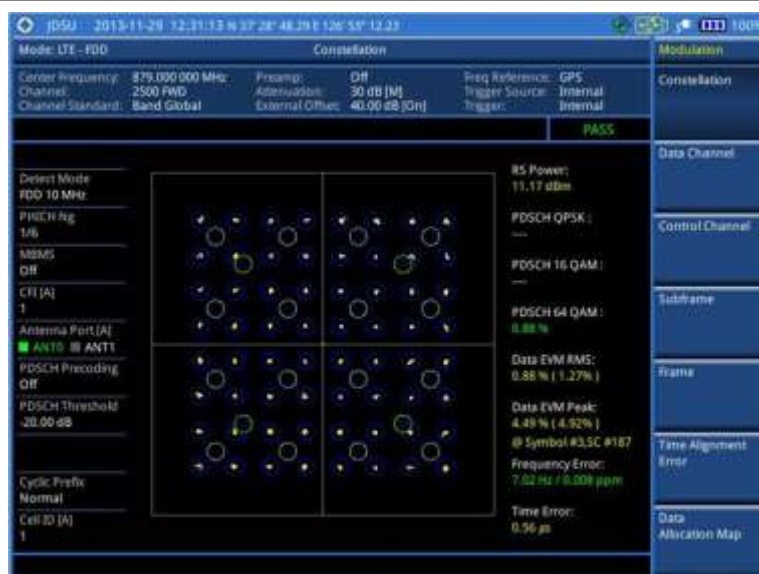 JDSU 2013-11-29 12:31:13 N 37° 28' 48.29 E 126° 53' 12.23 100%
Mode: LTE - FDD Constellation Modulation
Center Frequency: 879.000 000 MHz Preamp: Off Freq Reference: GPS
Channel: 2500 FWD Attenuation: 30 dB [M] Trigger Source: Internal
Channel Standard: Band Global External Offset: 40.00 dB [On] Trigger: Internal
Constellation
PASS
Data Channel
Detect Mode
FDD 10 MHz
RS Power:
11.17 dBm
PHICH Ng
1/6
PDSCH QPSK :
---
Control Channel
MBMS
Off
PDSCH 16 QAM :
---
CFI [A]
1
Subframe
Antenna Port [A]
ANT0 ANT1
PDSCH 64 QAM :
0.88 %
PDSCH Precoding
Off
Data EVM RMS:
0.88 % ( 1.27% )
Frame
PDSCH Threshold
-20.00 dB
Data EVM Peak:
4.49 % ( 4.92% )
@ Symbol #3,SC #187
Time Alignment
Error
Cyclic Prefix
Normal
Frequency Error:
7.02 Hz / 0.008 ppm
Cell ID [A]
1
Time Error:
0.56 µs
Data
Allocation Map